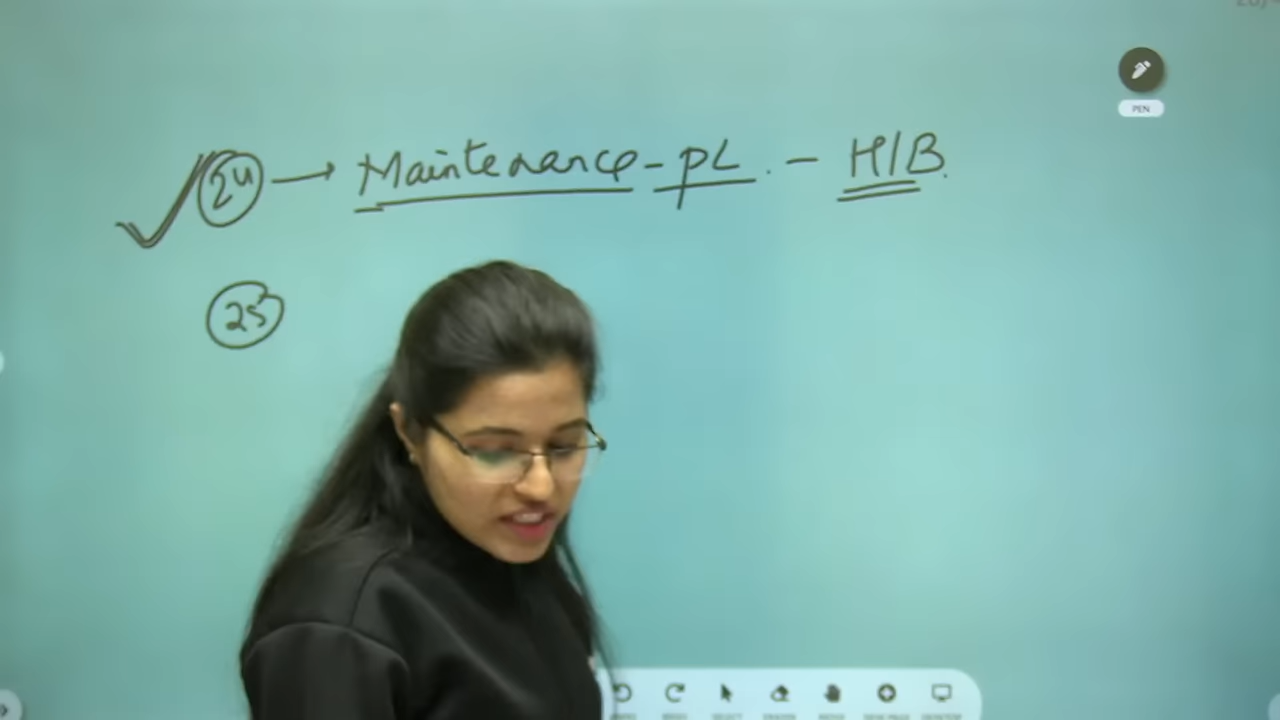 PEN
24 → Maintenance - PL. - H/B.
25